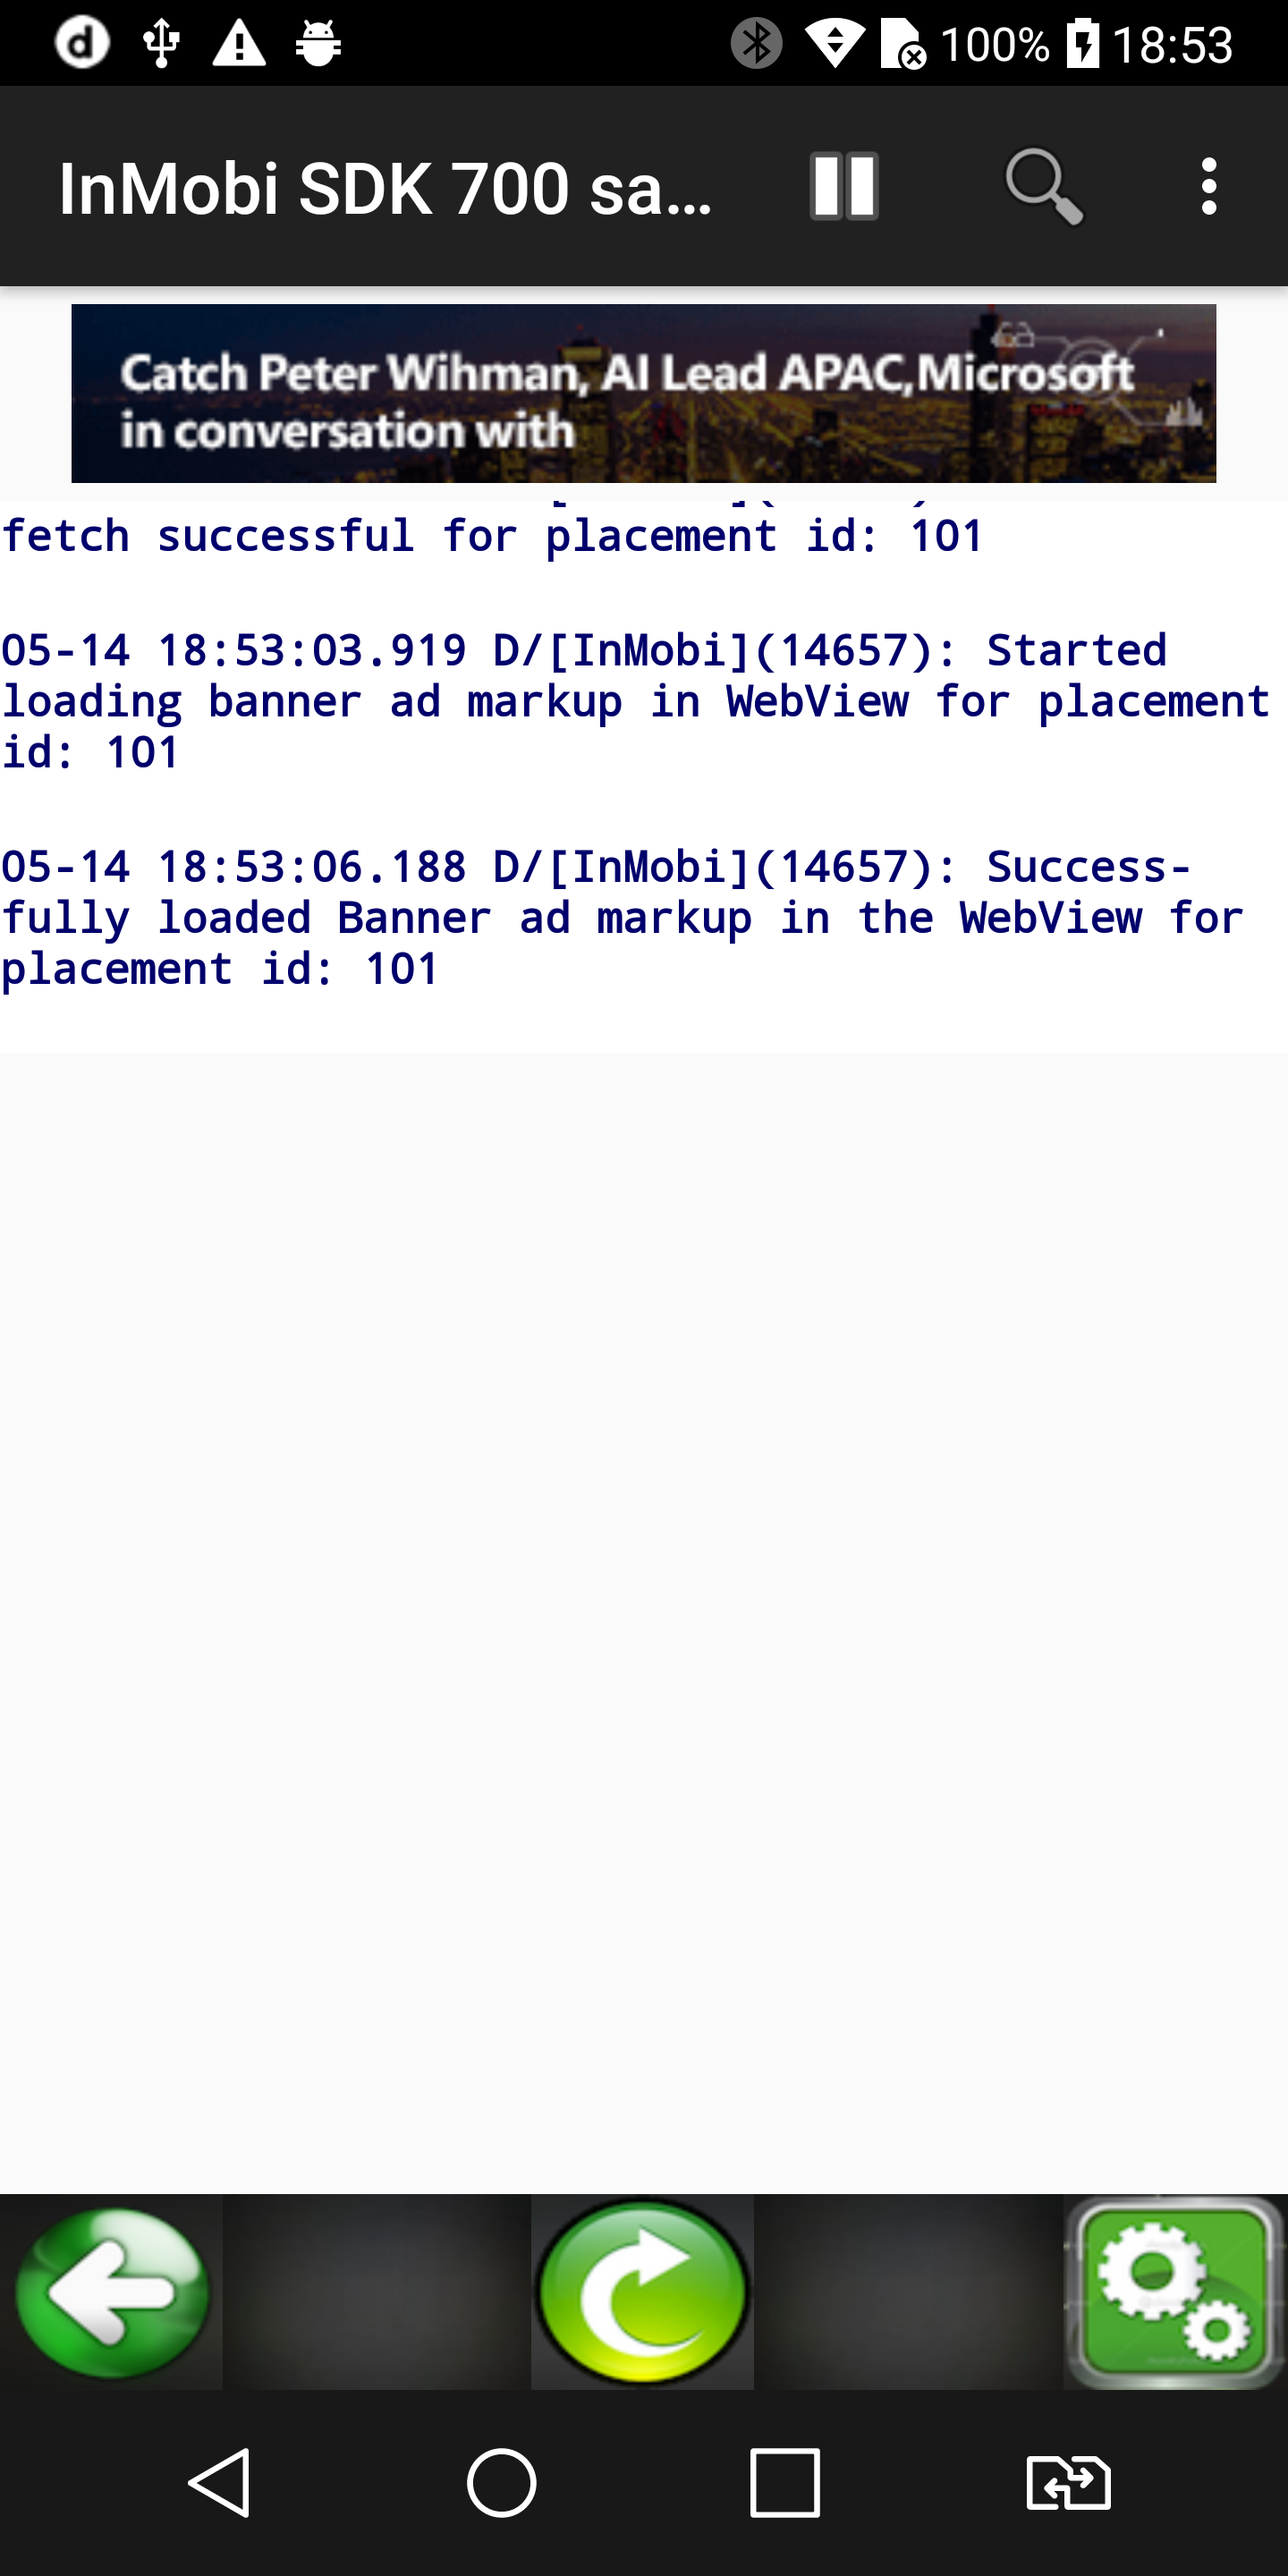 100% 18:53
InMobi SDK 700 sa...
Catch Peter Wihman, AI Lead APAC,Microsoft
in conversation with
fetch successful for placement id: 101
05-14 18:53:03.919 D/[InMobi](14657): Started
loading banner ad markup in WebView for placement
id: 101
05-14 18:53:06.188 D/[InMobi](14657): Success-
fully loaded Banner ad markup in the WebView for
placement id: 101